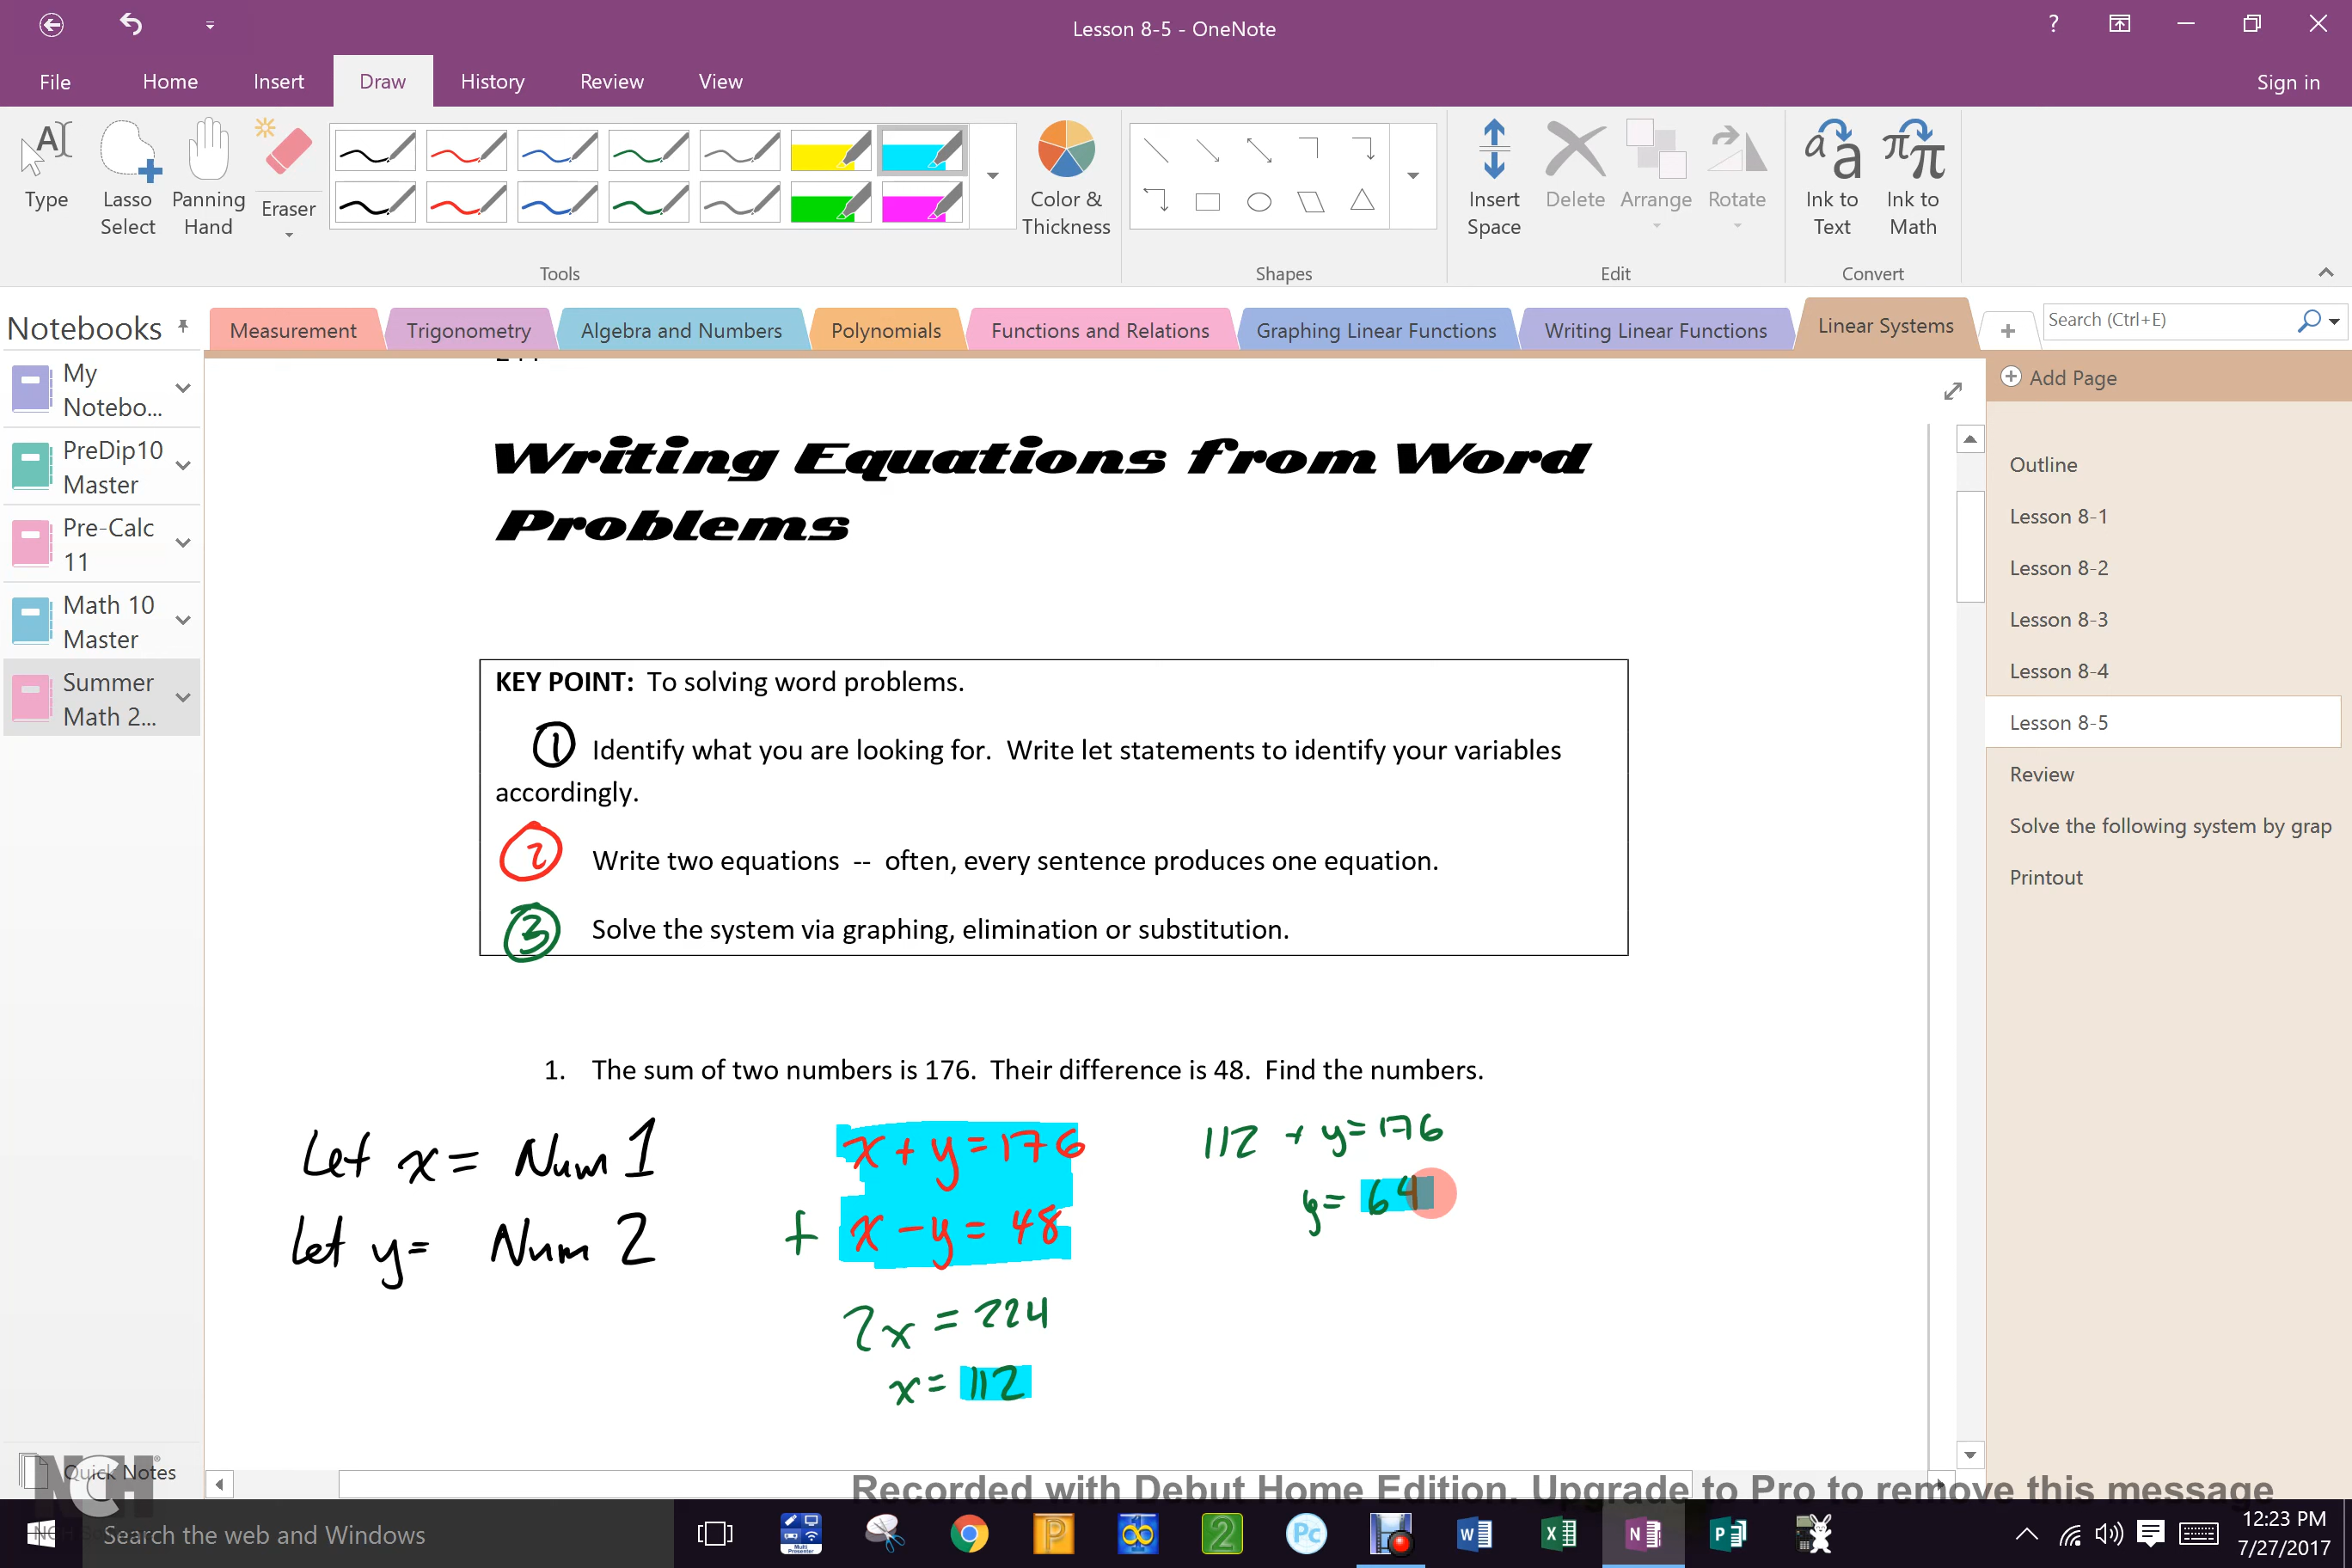 Lesson 8-5 - OneNote
File Home Insert Draw History Review View Sign in
Type
Lasso Select
Panning Hand
Eraser
Color & Thickness
Insert Space
Delete
Arrange
Rotate
Ink to Text
Ink to Math
Tools
Shapes
Edit
Convert
Notebooks
Measurement Trigonometry Algebra and Numbers Polynomials Functions and Relations Graphing Linear Functions Writing Linear Functions Linear Systems
Search (Ctrl+E)
My Notebo...
PreDip10 Master
Pre-Calc 11
Math 10 Master
Summer Math 2...
Quick Notes
Add Page
Outline
Lesson 8-1
Lesson 8-2
Lesson 8-3
Lesson 8-4
Lesson 8-5
Review
Solve the following system by grap
Printout
Writing Equations from Word
Problems
KEY POINT: To solving word problems.
1 Identify what you are looking for. Write let statements to identify your variables
accordingly.
2 Write two equations -- often, every sentence produces one equation.
3 Solve the system via graphing, elimination or substitution.
1. The sum of two numbers is 176. Their difference is 48. Find the numbers.
Let x = Num 1
Let y = Num 2
x + y = 176
+ x - y = 48
2x = 224
x = 112
112 + y = 176
y = 64
Recorded with Debut Home Edition. Upgrade to Pro to remove this message
NCH
Search the web and Windows
12:23 PM
7/27/2017